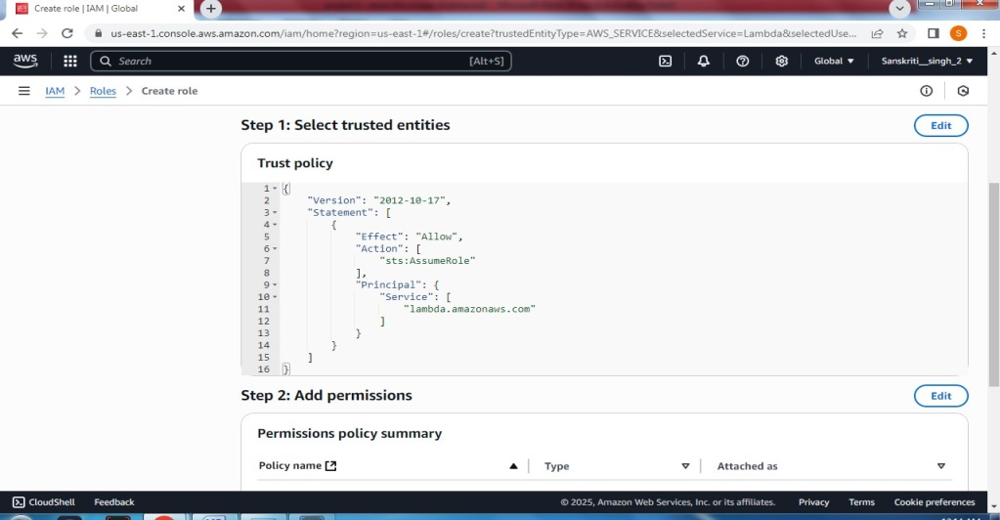 Create role | IAM | Global
us-east-1.console.aws.amazon.com/iam/home?region=us-east-1#/roles/create?trustedEntityType=AWS_SERVICE&selectedService=Lambda&selectedUse...
S
aws
Search
[Alt+S]
Global
Sanskriti__singh_2
IAM > Roles > Create role
Step 1: Select trusted entities
Edit
Trust policy
1 {
2 "Version": "2012-10-17",
3 "Statement": [
4 {
5 "Effect": "Allow",
6 "Action": [
7 "sts:AssumeRole"
8 ],
9 "Principal": {
10 "Service": [
11 "lambda.amazonaws.com"
12 ]
13 }
14 }
15 ]
16 }
Step 2: Add permissions
Edit
Permissions policy summary
Policy name
Type
Attached as
CloudShell Feedback © 2025, Amazon Web Services, Inc. or its affiliates. Privacy Terms Cookie preferences